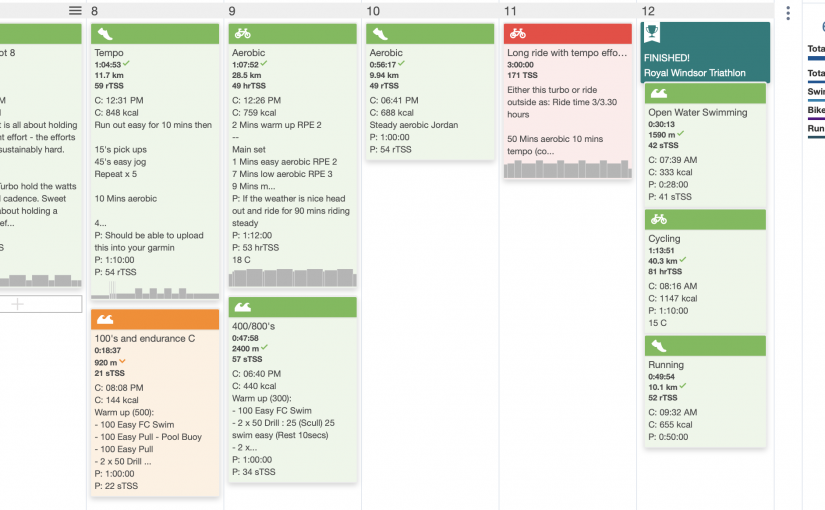 8
9
10
11
12
ot 8
M
t is all about holding
nt effort - the efforts
sustainably hard.
Turbo hold the watts
d cadence. Sweet
about holding a
ef...
S
Tempo
1:04:53
11.7 km
59 rTSS
C: 12:31 PM
C: 848 kcal
Run out easy for 10 mins then
15's pick ups
45's easy jog
Repeat x 5
10 Mins aerobic
4...
P: Should be able to upload
this into your garmin
P: 1:10:00
P: 54 rTSS
100's and endurance C
0:18:37
920 m
21 sTSS
C: 08:08 PM
C: 144 kcal
Warm up (500):
- 100 Easy FC Swim
- 100 Easy Pull - Pool Buoy
- 100 Easy Pull
- 2 x 50 Drill ...
P: 1:00:00
P: 22 sTSS
Aerobic
1:07:52
28.5 km
49 hrTSS
C: 12:26 PM
C: 759 kcal
2 Mins warm up RPE 2
--
Main set
1 Mins easy aerobic RPE 2
7 Mins low aerobic RPE 3
9 Mins m...
P: If the weather is nice head
out and ride for 90 mins riding
steady
P: 1:12:00
P: 53 hrTSS
18 C
400/800's
0:47:58
2400 m
57 sTSS
C: 06:40 PM
C: 440 kcal
Warm up (300):
- 100 Easy FC Swim
- 2 x 50 Drill : 25 (Scull) 25
swim easy (Rest 10secs)
- 2 x...
P: 1:00:00
P: 34 sTSS
Aerobic
0:56:17
9.94 km
49 rTSS
C: 06:41 PM
C: 688 kcal
Steady aerobic Jordan
P: 1:00:00
P: 54 rTSS
Long ride with tempo effo...
3:00:00
171 TSS
Either this turbo or ride
outside as: Ride time 3/3.30
hours
50 Mins aerobic 10 mins
tempo (co...
FINISHED!
Royal Windsor Triathlon
Open Water Swimming
0:30:13
1590 m
42 sTSS
C: 07:39 AM
C: 333 kcal
P: 0:28:00
P: 41 sTSS
Cycling
1:13:51
40.3 km
81 hrTSS
C: 08:16 AM
C: 1147 kcal
P: 1:10:00
15 C
Running
0:49:54
10.1 km
52 rTSS
C: 09:32 AM
C: 655 kcal
P: 0:50:00
Tota
Tota
Swi
Bike
Run